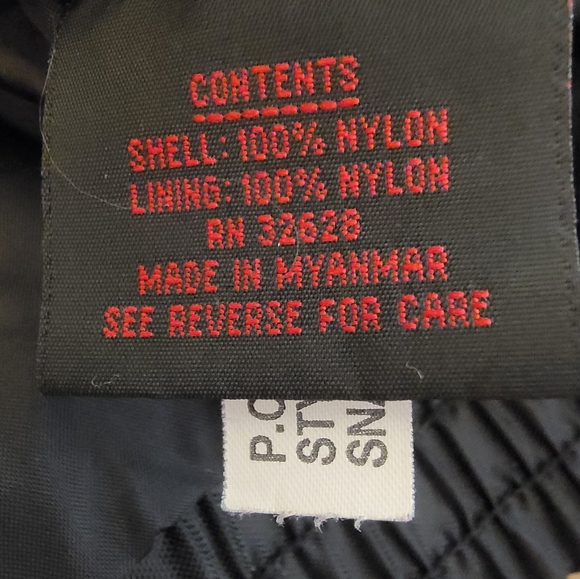 CONTENTS
SHELL: 100% NYLON
LINING: 100% NYLON
RN 32628
MADE IN MYANMAR
SEE REVERSE FOR CARE